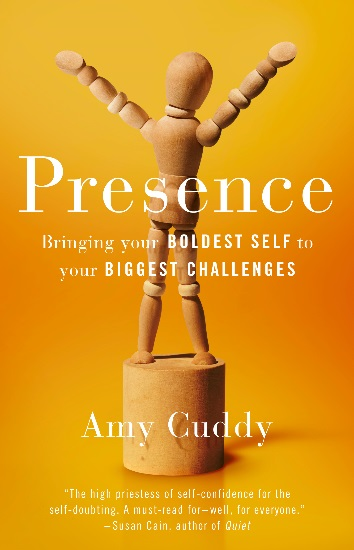 Presence
Bringing your BOLDEST SELF to
your BIGGEST CHALLENGES
Amy Cuddy
"The high priestess of self-confidence for the
self-doubting. A must-read for—well, for everyone."
—Susan Cain, author of Quiet